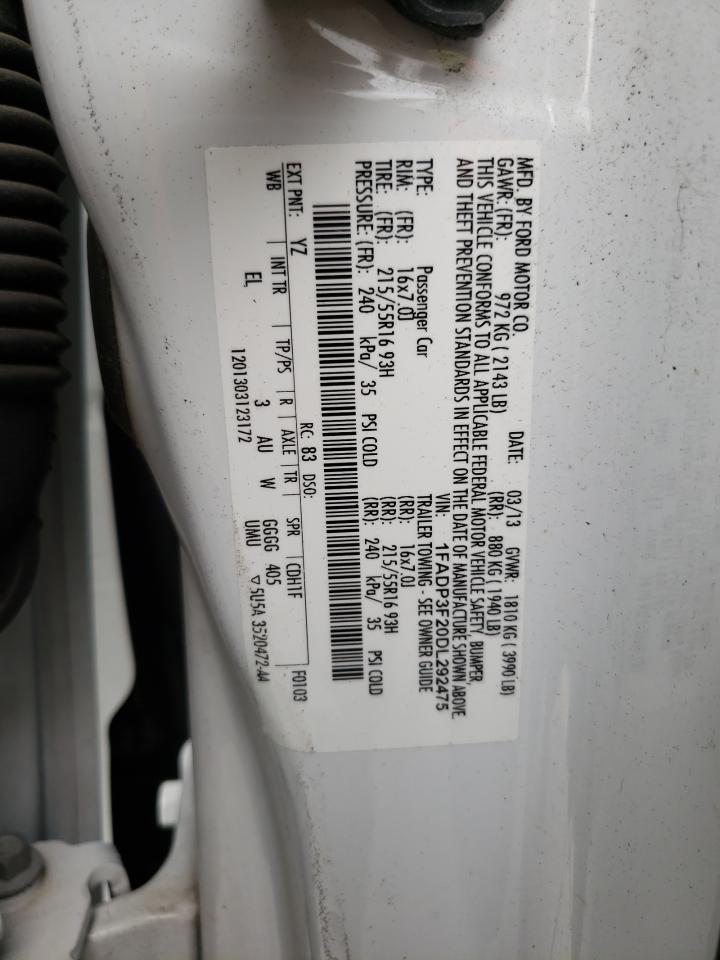 MFD. BY FORD MOTOR CO. DATE: 03/13 GVWR: 1810 KG ( 3990 LB)
GAWR: (FR): 972 KG ( 2143 LB) (RR): 880 KG ( 1940 LB)
THIS VEHICLE CONFORMS TO ALL APPLICABLE FEDERAL MOTOR VEHICLE SAFETY, BUMPER,
AND THEFT PREVENTION STANDARDS IN EFFECT ON THE DATE OF MANUFACTURE SHOWN ABOVE.
VIN: 1FADP3F20DL292475
TYPE: Passenger Car TRAILER TOWING - SEE OWNER GUIDE
RIM: (FR): 16x7.0J (RR): 16x7.0J
TIRE: (FR): 215/55R16 93H (RR): 215/55R16 93H
PRESSURE: (FR): 240 kPa/ 35 PSI COLD (RR): 240 kPa/ 35 PSI COLD
RC: 83 DSO: F0103
EXT PNT: YZ
WB | INT TR | TP/PS | R | AXLE | TR | SPR | CDH1F
EL 3 AU W GGGG 405
UMU
1201303123172 ▽ 5U5A 3520472-AA